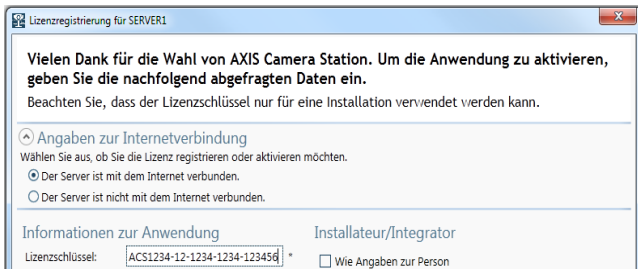 Lizenzregistrierung für SERVER1
Vielen Dank für die Wahl von AXIS Camera Station. Um die Anwendung zu aktivieren,
geben Sie die nachfolgend abgefragten Daten ein.
Beachten Sie, dass der Lizenzschlüssel nur für eine Installation verwendet werden kann.
Angaben zur Internetverbindung
Wählen Sie aus, ob Sie die Lizenz registrieren oder aktivieren möchten.
Der Server ist mit dem Internet verbunden.
Der Server ist nicht mit dem Internet verbunden.
Informationen zur Anwendung
Installateur/Integrator
Lizenzschlüssel: ACS1234-12-1234-1234-123456 *
Wie Angaben zur Person